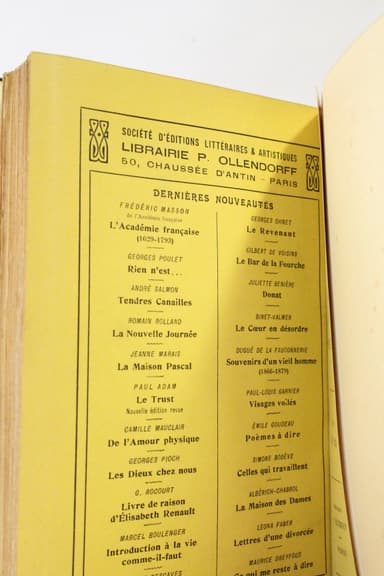 SOCIÉTÉ D'ÉDITIONS LITTÉRAIRES & ARTISTIQUES
LIBRAIRIE P. OLLENDORFF
50, CHAUSSÉE D'ANTIN – PARIS
DERNIÈRES NOUVEAUTÉS
FRÉDÉRIC MASSON
de l'Académie française
L'Académie française
(1629-1793)
GEORGES POULET
Rien n'est...
ANDRÉ SALMON
Tendres Canailles
ROMAIN ROLLAND
La Nouvelle Journée
JEANNE MARAIS
La Maison Pascal
PAUL ADAM
Le Trust
Nouvelle édition revue
CAMILLE MAUCLAIR
De l'Amour physique
GEORGES PIOCH
Les Dieux chez nous
G. ROCOURT
Livre de raison
d'Élisabeth Renault
MARCEL BOULENGER
Introduction à la vie
comme-il-faut
GEORGES OHNET
Le Revenant
GILBERT DE VOISINS
Le Bar de la Fourche
JULIETTE BENIÈRE
Donat
BINET-VALMER
Le Cœur en désordre
DUGUÉ DE LA FAUCONNERIE
Souvenirs d'un vieil homme
(1866-1879)
PAUL-LOUIS GARNIER
Visages voilés
ÉMILE GOUDEAU
Poèmes à dire
SIMONE BODÈVE
Celles qui travaillent
ALBÉRICH-CHABROL
La Maison des Dames
LÉONA FABER
Lettres d'une divorcée
MAURICE DREYFOUS
qui me reste à dire